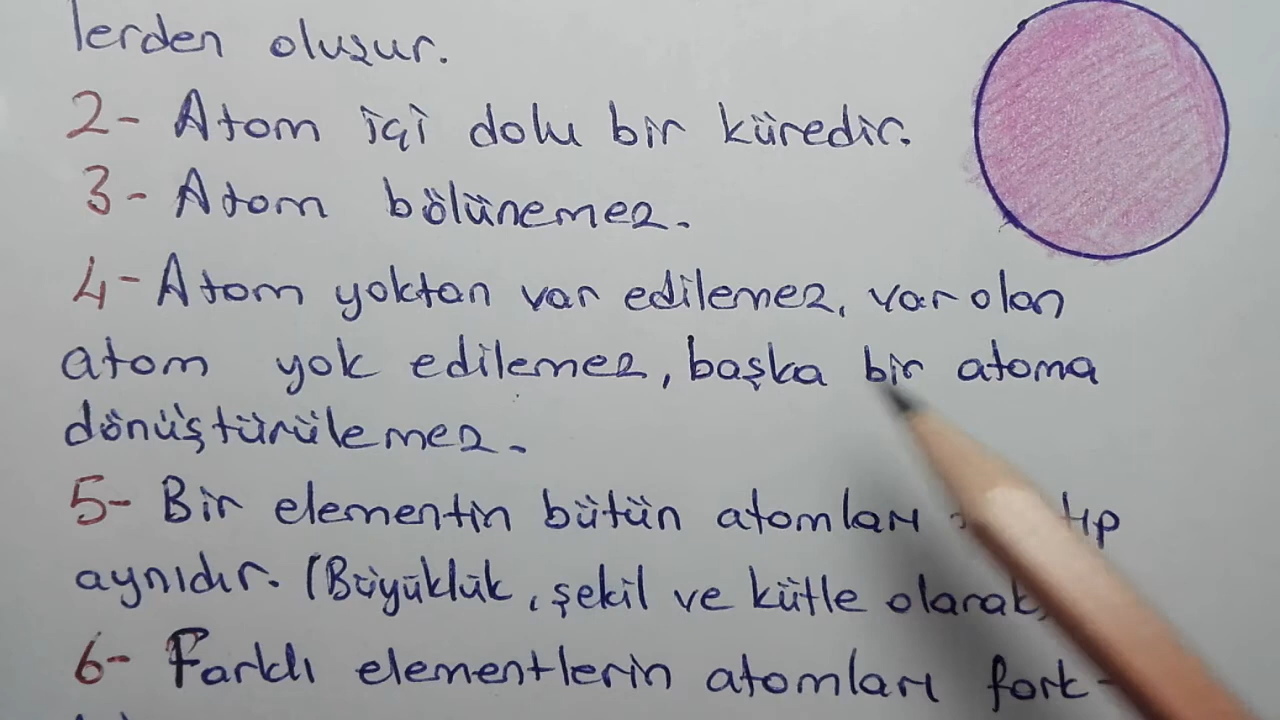 lerden oluşur.
2- Atom içi dolu bir küredir.
3- Atom bölünemez.
4- Atom yoktan var edilemez, var olan
atom yok edilemez, başka bir atoma
dönüştürülemez.
5- Bir elementin bütün atomları tıp
aynıdır. (Büyüklük, şekil ve kütle olarak)
6- Farklı elementlerin atomları fark-